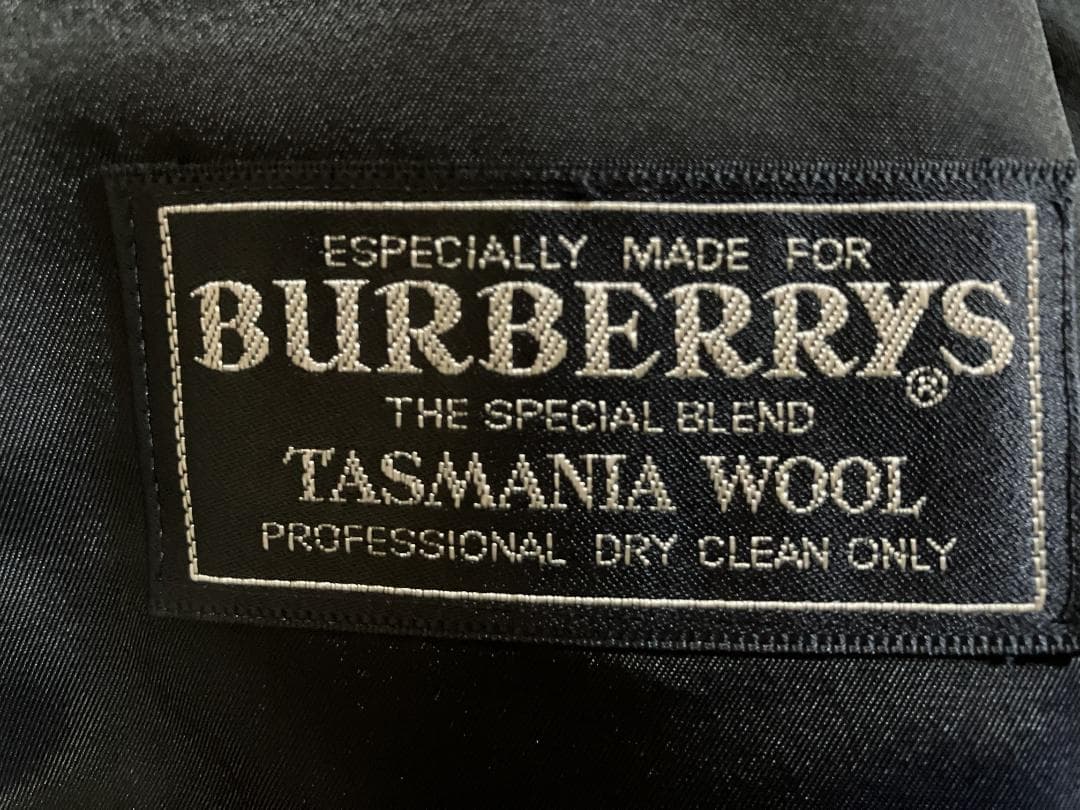 ESPECIALLY MADE FOR
BURBERRYS®
THE SPECIAL BLEND
TASMANIA WOOL
PROFESSIONAL DRY CLEAN ONLY